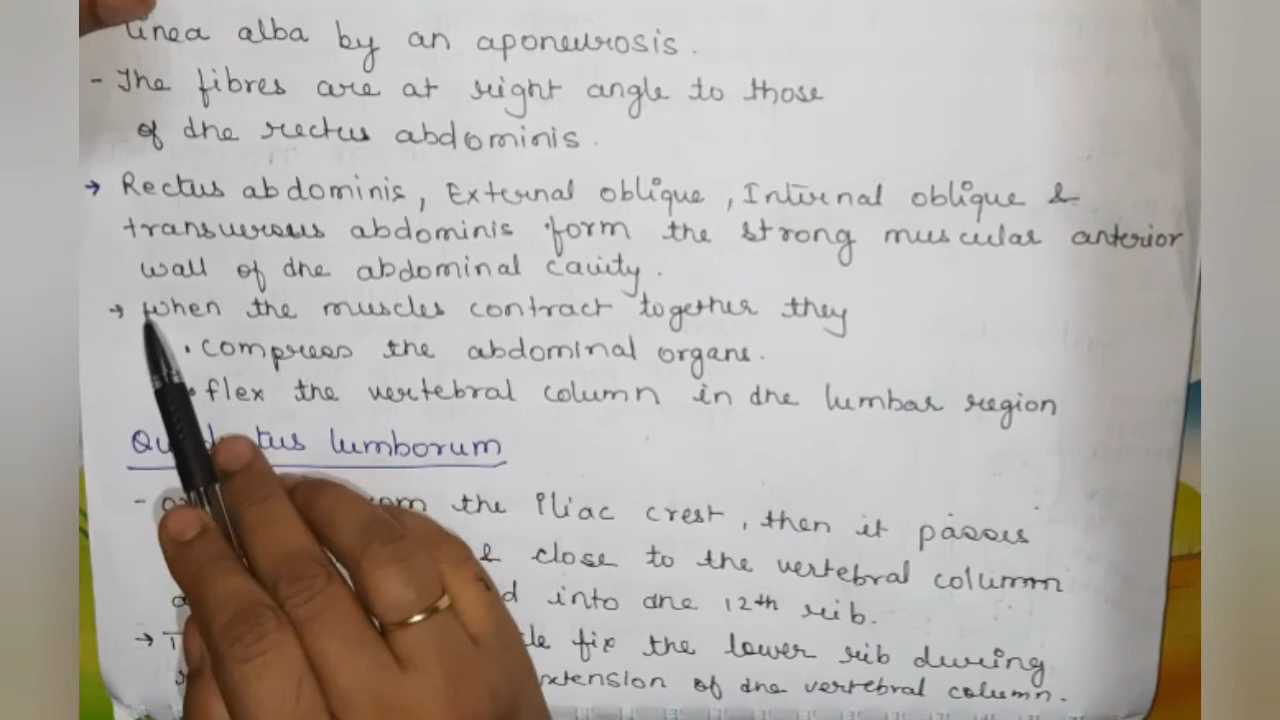 linea alba by an aponeurosis.
- The fibres are at right angle to those
of the rectus abdominis.
→ Rectus abdominis, External oblique, Internal oblique &
transverous abdominis form the strong muscular anterior
wall of the abdominal cavity.
→ When the muscles contract together they
• compress the abdominal organs.
• flex the vertebral column in the lumbar region
lumborum
- the iliac crest, then it passes
& close to the vertebral column
into the 12th rib.
→ fix the lower rib during
extension of the vertebral column.